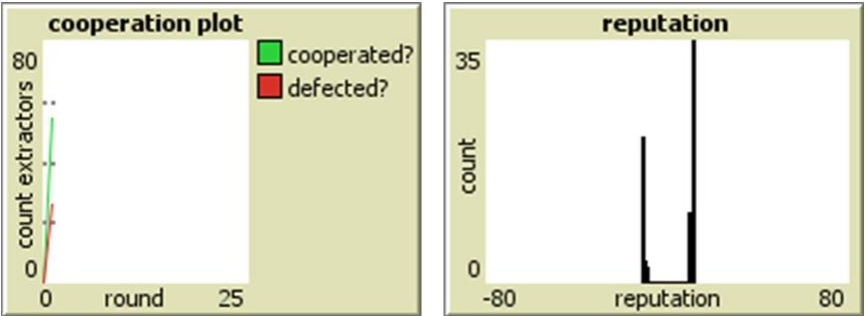 cooperation plot
80
count extractors
0
0
round
25
cooperated?
defected?
reputation
35
count
0
-80
reputation
80